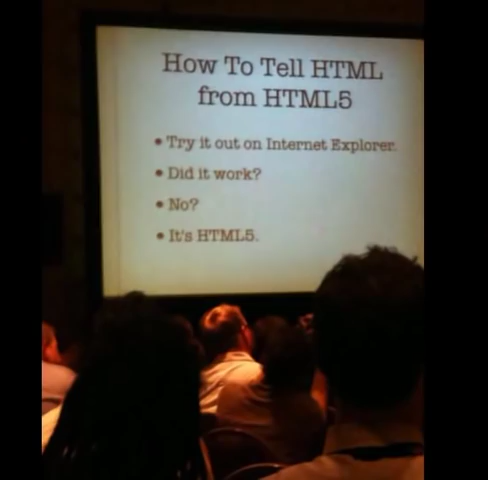 How To Tell HTML
from HTML5
• Try it out on Internet Explorer.
• Did it work?
• No?
• It's HTML5.